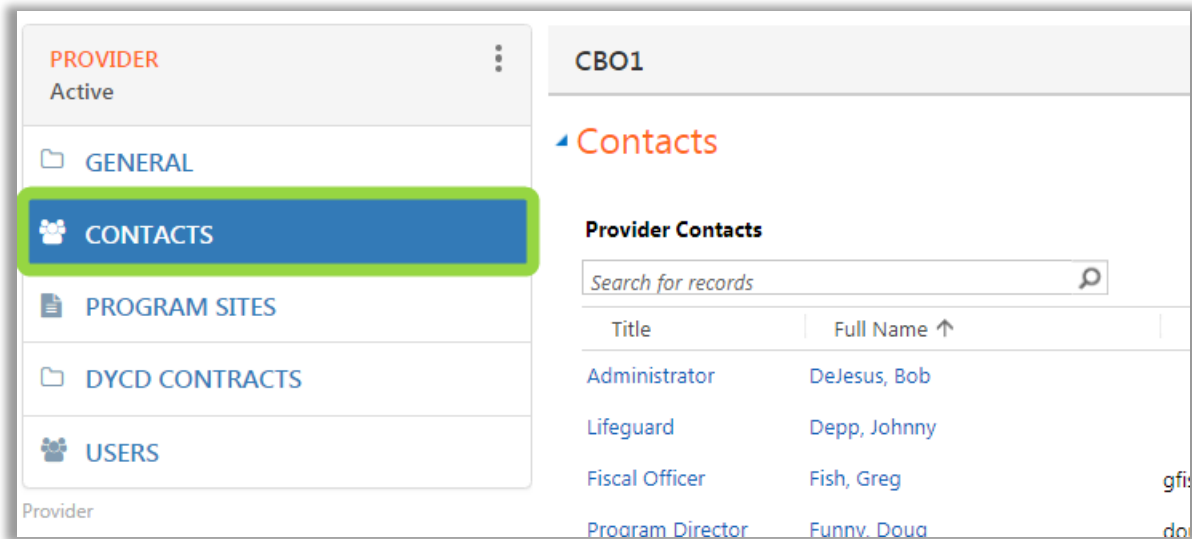 PROVIDER
Active
GENERAL
CONTACTS
PROGRAM SITES
DYCD CONTRACTS
USERS
Provider
CBO1
Contacts
Provider Contacts
Search for records
Title Full Name
Administrator DeJesus, Bob
Lifeguard Depp, Johnny
Fiscal Officer Fish, Greg
Program Director Funny, Doug